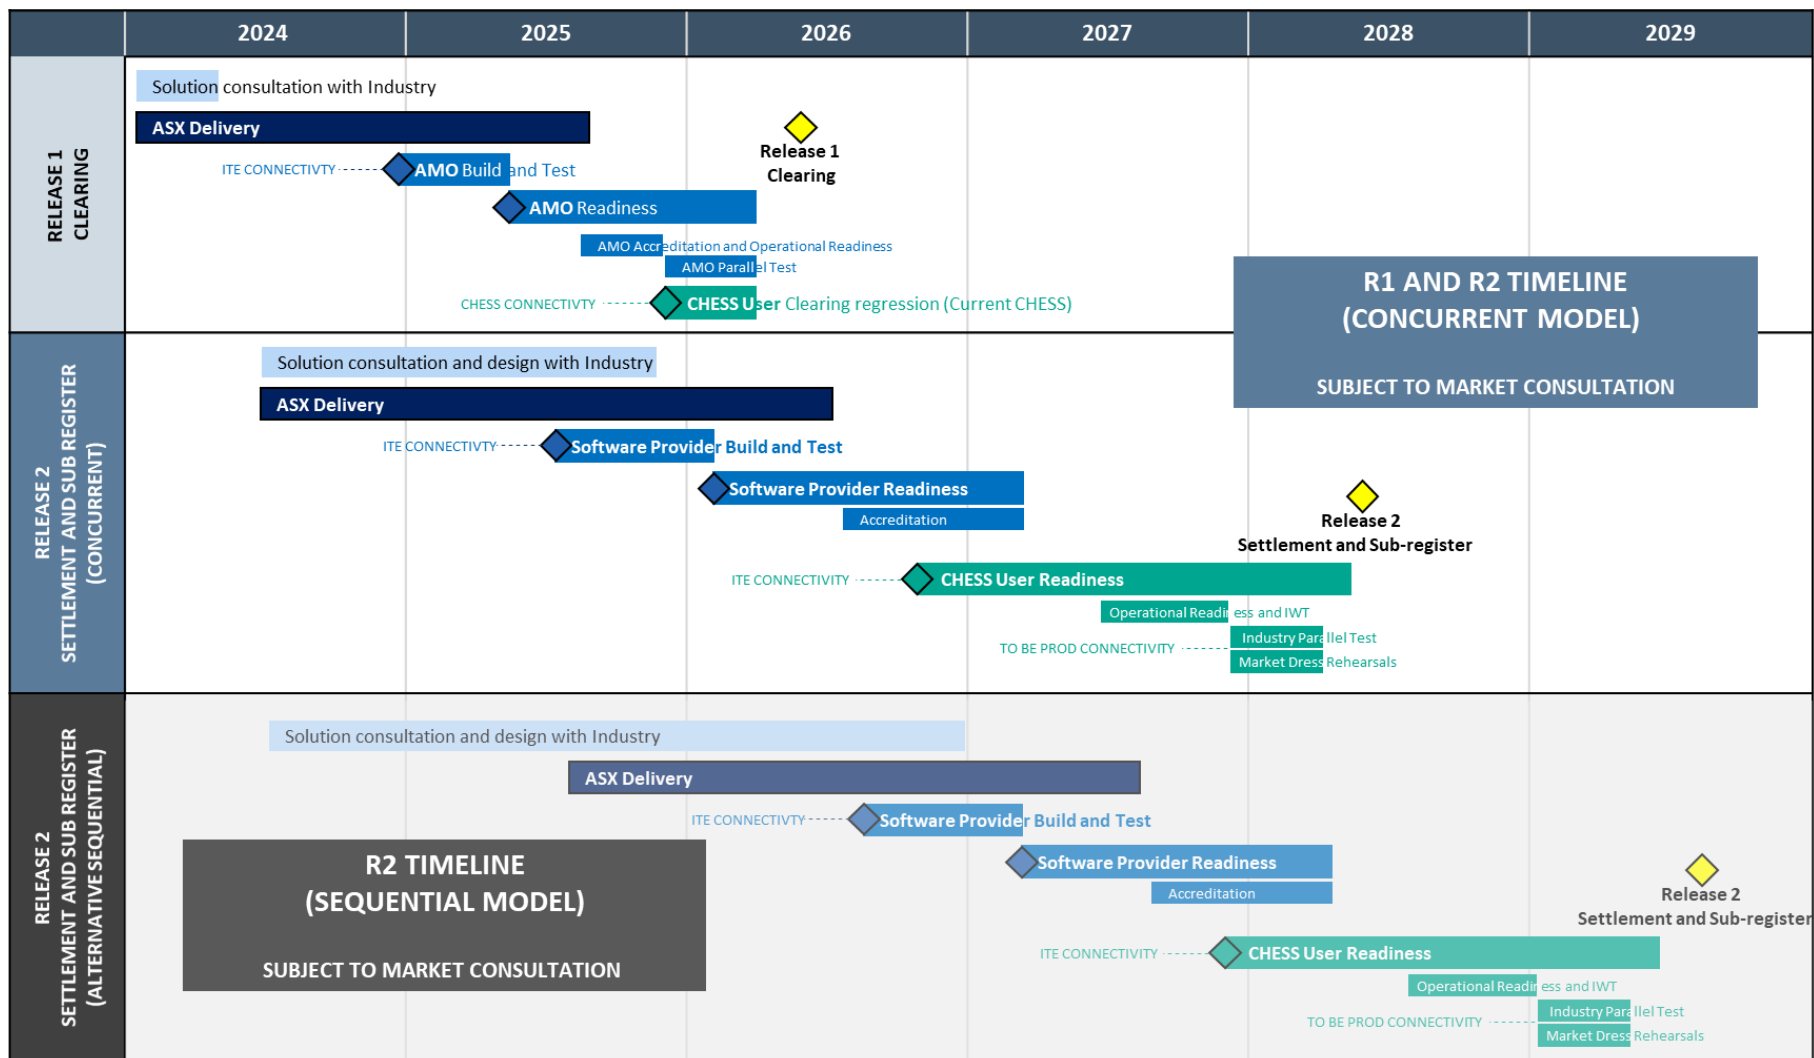 2024 2025 2026 2027 2028 2029
RELEASE 1
CLEARING
Solution consultation with Industry
ASX Delivery
Release 1
Clearing
ITE CONNECTIVTY
AMO Build and Test
AMO Readiness
AMO Accreditation and Operational Readiness
AMO Parallel Test
CHESS CONNECTIVTY
CHESS User Clearing regression (Current CHESS)
R1 AND R2 TIMELINE
(CONCURRENT MODEL)
SUBJECT TO MARKET CONSULTATION
RELEASE 2
SETTLEMENT AND SUB REGISTER
(CONCURRENT)
Solution consultation and design with Industry
ASX Delivery
ITE CONNECTIVTY
Software Provider Build and Test
Software Provider Readiness
Accreditation
Release 2
Settlement and Sub-register
ITE CONNECTIVITY
CHESS User Readiness
Operational Readiness and IWT
TO BE PROD CONNECTIVITY
Industry Parallel Test
Market Dress Rehearsals
RELEASE 2
SETTLEMENT AND SUB REGISTER
(ALTERNATIVE SEQUENTIAL)
Solution consultation and design with Industry
ASX Delivery
ITE CONNECTIVTY
Software Provider Build and Test
Software Provider Readiness
Accreditation
R2 TIMELINE
(SEQUENTIAL MODEL)
SUBJECT TO MARKET CONSULTATION
Release 2
Settlement and Sub-register
ITE CONNECTIVITY
CHESS User Readiness
Operational Readiness and IWT
TO BE PROD CONNECTIVITY
Industry Parallel Test
Market Dress Rehearsals